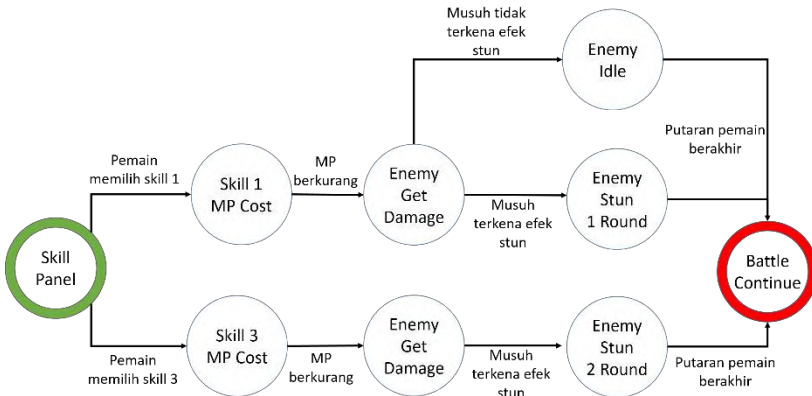 Musuh tidak
terkena efek
stun
Enemy
Idle
Putaran pemain
berakhir
Pemain
memilih skill 1
Skill 1
MP Cost
MP
berkurang
Enemy
Get
Damage
Musuh
terkena efek
stun
Enemy
Stun
1 Round
Skill
Panel
Battle
Continue
Pemain
memilih skill 3
Skill 3
MP Cost
MP
berkurang
Enemy
Get
Damage
Musuh
terkena efek
stun
Enemy
Stun
2 Round
Putaran pemain
berakhir